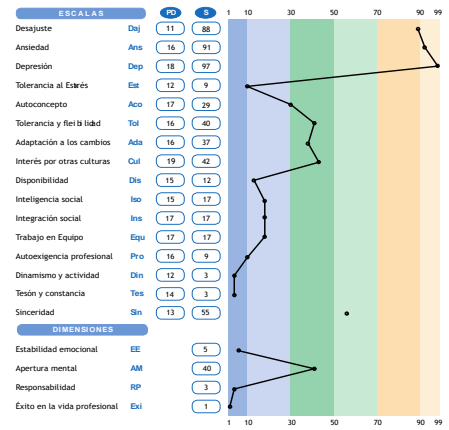 ESCALAS PD S 1 10 30 50 70 90 99
Desajuste Daj 11 88
Ansiedad Ans 16 91
Depresión Dep 18 97
Tolerancia al Estrés Est 12 9
Autoconcepto Aco 17 29
Tolerancia y flexibilidad Tol 16 40
Adaptación a los cambios Ada 16 37
Interés por otras culturas Cul 19 42
Disponibilidad Dis 15 12
Inteligencia social Iso 15 17
Integración social Ins 17 17
Trabajo en Equipo Equ 17 17
Autoexigencia profesional Pro 16 9
Dinamismo y actividad Din 12 3
Tesón y constancia Tes 14 3
Sinceridad Sin 13 55
DIMENSIONES
Estabilidad emocional EE 5
Apertura mental AM 40
Responsabilidad RP 3
Éxito en la vida profesional Exi 1
1 10 30 50 70 90 99